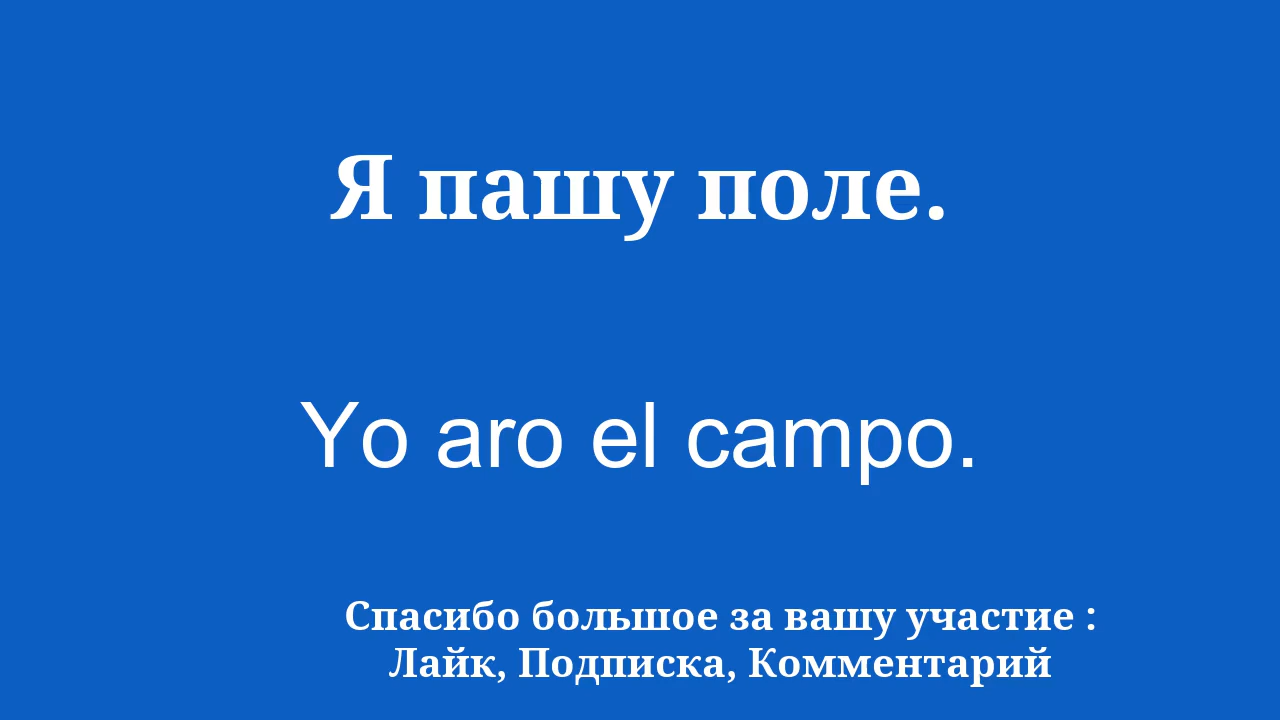 Я пашу поле.
Yo aro el campo.
Спасибо большое за вашу участие :
Лайк, Подписка, Комментарий